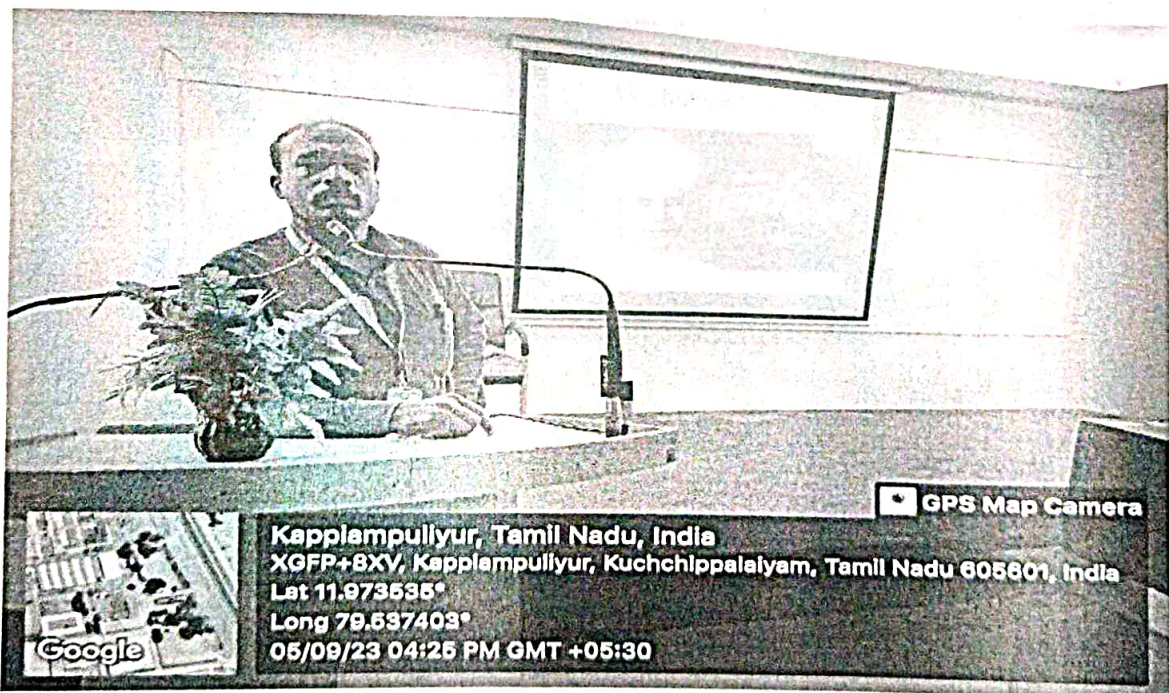 GPS Map Camera
Kappiampuliyur, Tamil Nadu, India
XGFP+8XV, Kappiampuliyur, Kuchchippalaiyam, Tamil Nadu 605601, India
Lat 11.973535°
Long 79.537403°
05/09/23 04:25 PM GMT +05:30
Google